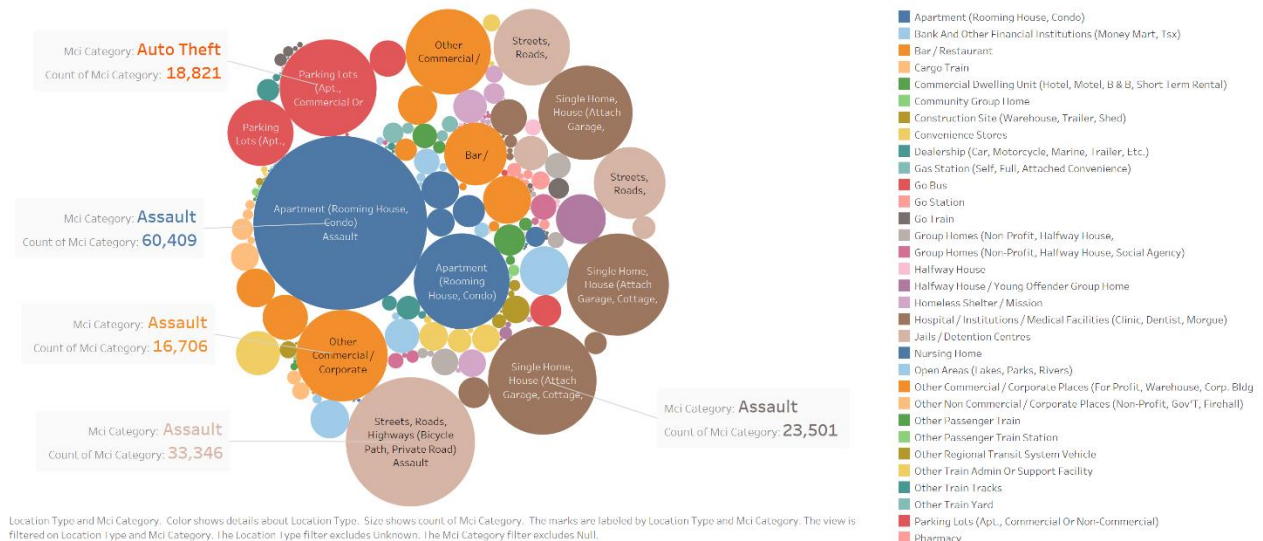 Mci Category: Auto Theft
Count of Mci Category: 18,821
Mci Category: Assault
Count of Mci Category: 60,409
Mci Category: Assault
Count of Mci Category: 16,706
Mci Category: Assault
Count of Mci Category: 33,346
Mci Category: Assault
Count of Mci Category: 23,501
Other
Commercial /
Streets,
Roads,
Parking Lots
(Apt.,
Commercial Or
Single Home,
House (Attach
Garage,
Parking
Lots (Apt.,
Bar /
Streets,
Roads,
Apartment (Rooming House,
Condo)
Assault
Apartment
(Rooming
House, Condo)
Single Home,
House (Attach
Garage, Cottage,
Other
Commercial /
Corporate
Single Home,
House (Attach
Garage, Cottage,
Streets, Roads,
Highways (Bicycle
Path, Private Road)
Assault
Location Type and Mci Category. Color shows details about Location Type. Size shows count of Mci Category. The marks are labeled by Location Type and Mci Category. The view is
filtered on Location Type and Mci Category. The Location Type filter excludes Unknown. The Mci Category filter excludes Null.
Apartment (Rooming House, Condo)
Bank And Other Financial Institutions (Money Mart, Tsx)
Bar / Restaurant
Cargo Train
Commercial Dwelling Unit (Hotel, Motel, B & B, Short Term Rental)
Community Group Home
Construction Site (Warehouse, Trailer, Shed)
Convenience Stores
Dealership (Car, Motorcycle, Marine, Trailer, Etc.)
Gas Station (Self, Full, Attached Convenience)
Go Bus
Go Station
Go Train
Group Homes (Non-Profit, Halfway House,
Group Homes (Non-Profit, Halfway House, Social Agency)
Halfway House
Halfway House / Young Offender Group Home
Homeless Shelter / Mission
Hospital / Institutions / Medical Facilities (Clinic, Dentist, Morgue)
Jails / Detention Centres
Nursing Home
Open Areas (Lakes, Parks, Rivers)
Other Commercial / Corporate Places (For Profit, Warehouse, Corp. Bldg
Other Non Commercial / Corporate Places (Non-Profit, Gov'T, Firehall)
Other Passenger Train
Other Passenger Train Station
Other Regional Transit System Vehicle
Other Train Admin Or Support Facility
Other Train Tracks
Other Train Yard
Parking Lots (Apt., Commercial Or Non-Commercial)
Pharmacy